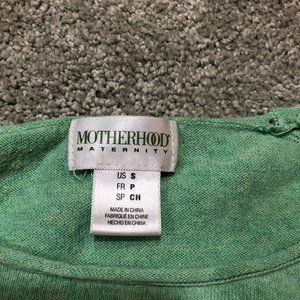 MOTHERHOOD
MATERNITY
US S
FR P
SP CH
MADE IN CHINA
FABRIQUÉ EN CHINE
HECHO EN CHINA